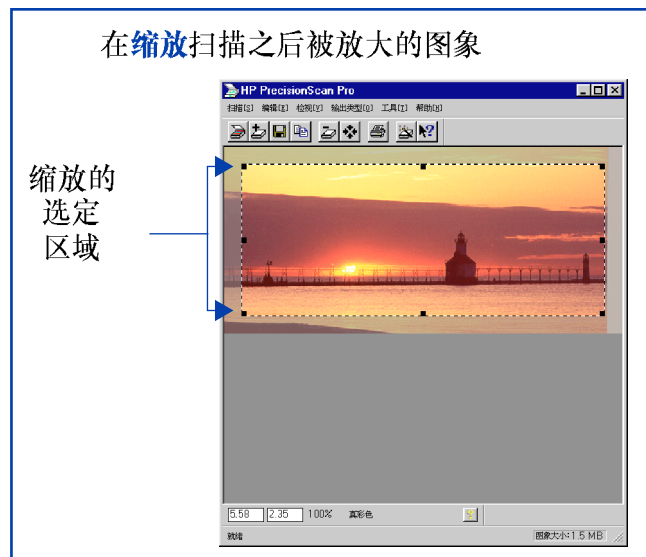 在缩放扫描之后被放大的图象
HP PrecisionScan Pro
扫描[S] 编辑[E] 检视[V] 输出类型[O] 工具[T] 帮助[H]
缩放的
选定
区域
5.58 2.35 100% 真彩色
就绪 图象大小:1.5 MB